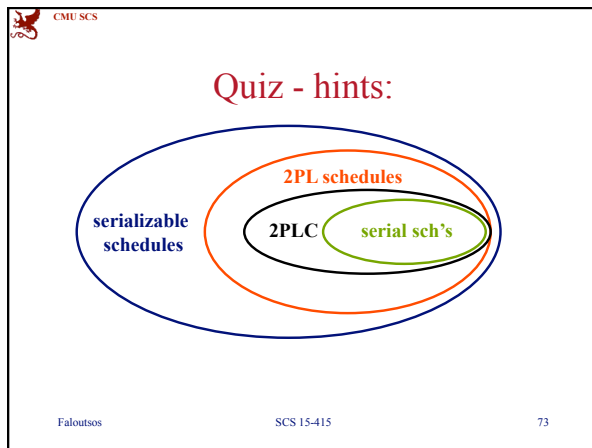 CMU SCS
Quiz - hints:
2PL schedules
serializable
schedules
2PLC
serial sch's
Faloutsos
SCS 15-415
73